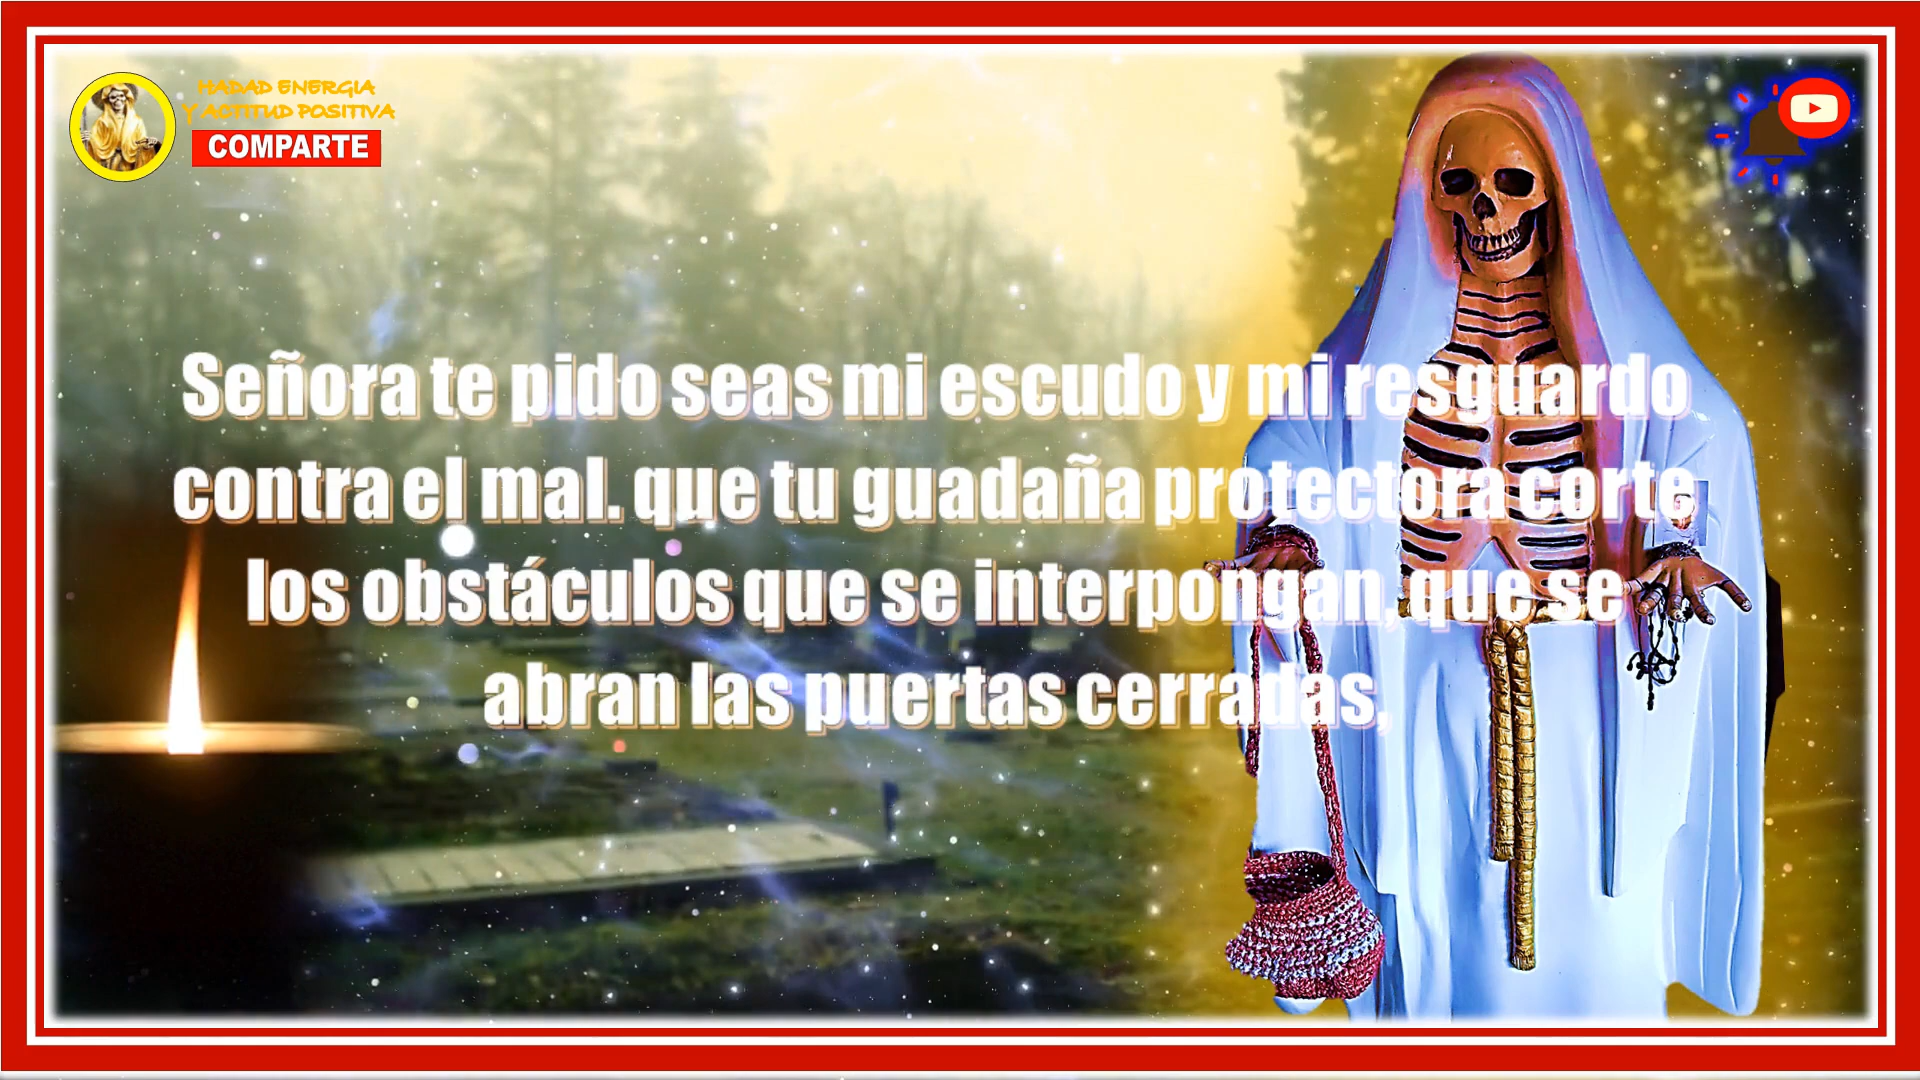 HADAD ENERGIA
Y ACTITUD POSITIVA
COMPARTE
Señora te pido seas mi escudo y mi resguardo
contra el mal. que tu guadaña protectora corte
los obstáculos que se interpongan, que se
abran las puertas cerradas,